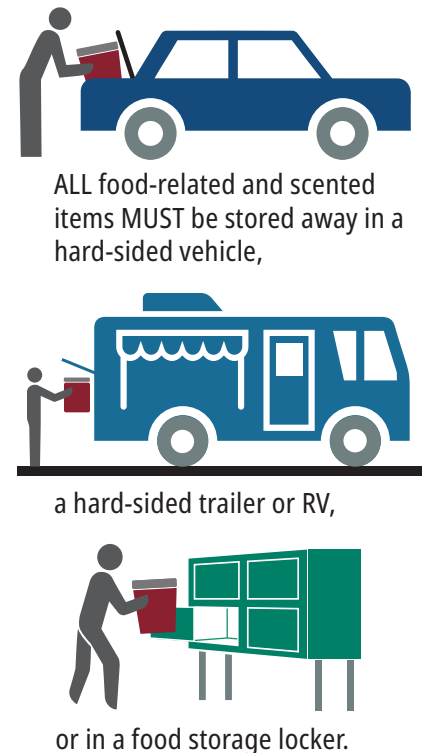 ALL food-related and scented
items MUST be stored away in a
hard-sided vehicle,
a hard-sided trailer or RV,
or in a food storage locker.